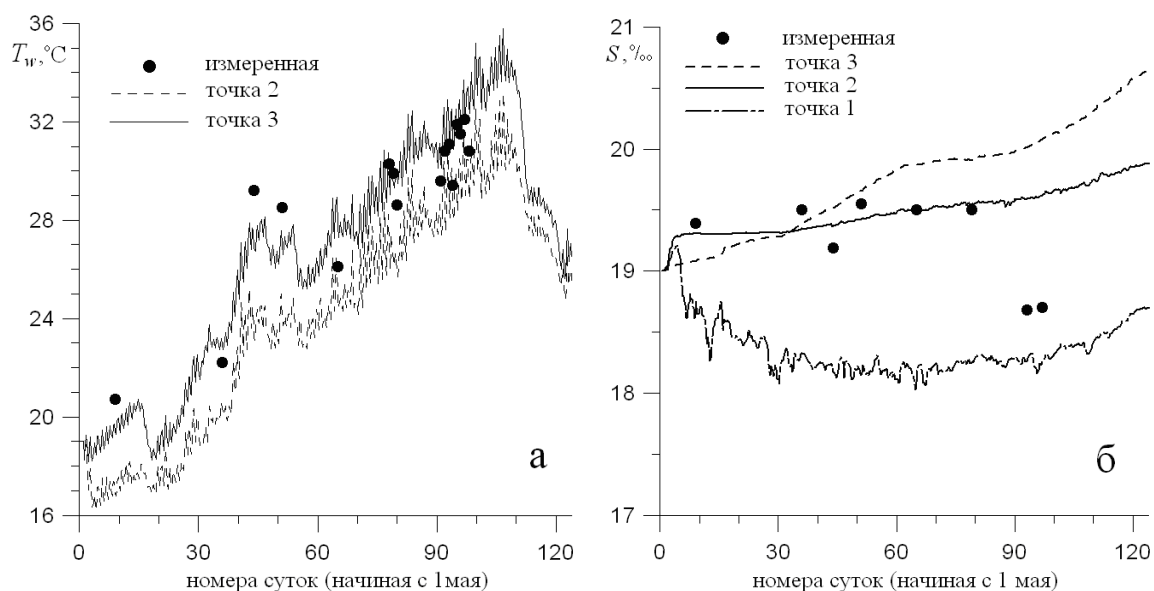 36
T_w, °C
измеренная
точка 2
точка 3
32
28
24
20
16
0
30
60
90
120
номера суток (начиная с 1мая)
а
21
S, ‰
измеренная
точка 3
точка 2
точка 1
20
19
18
17
0
30
60
90
120
номера суток (начиная с 1 мая)
б